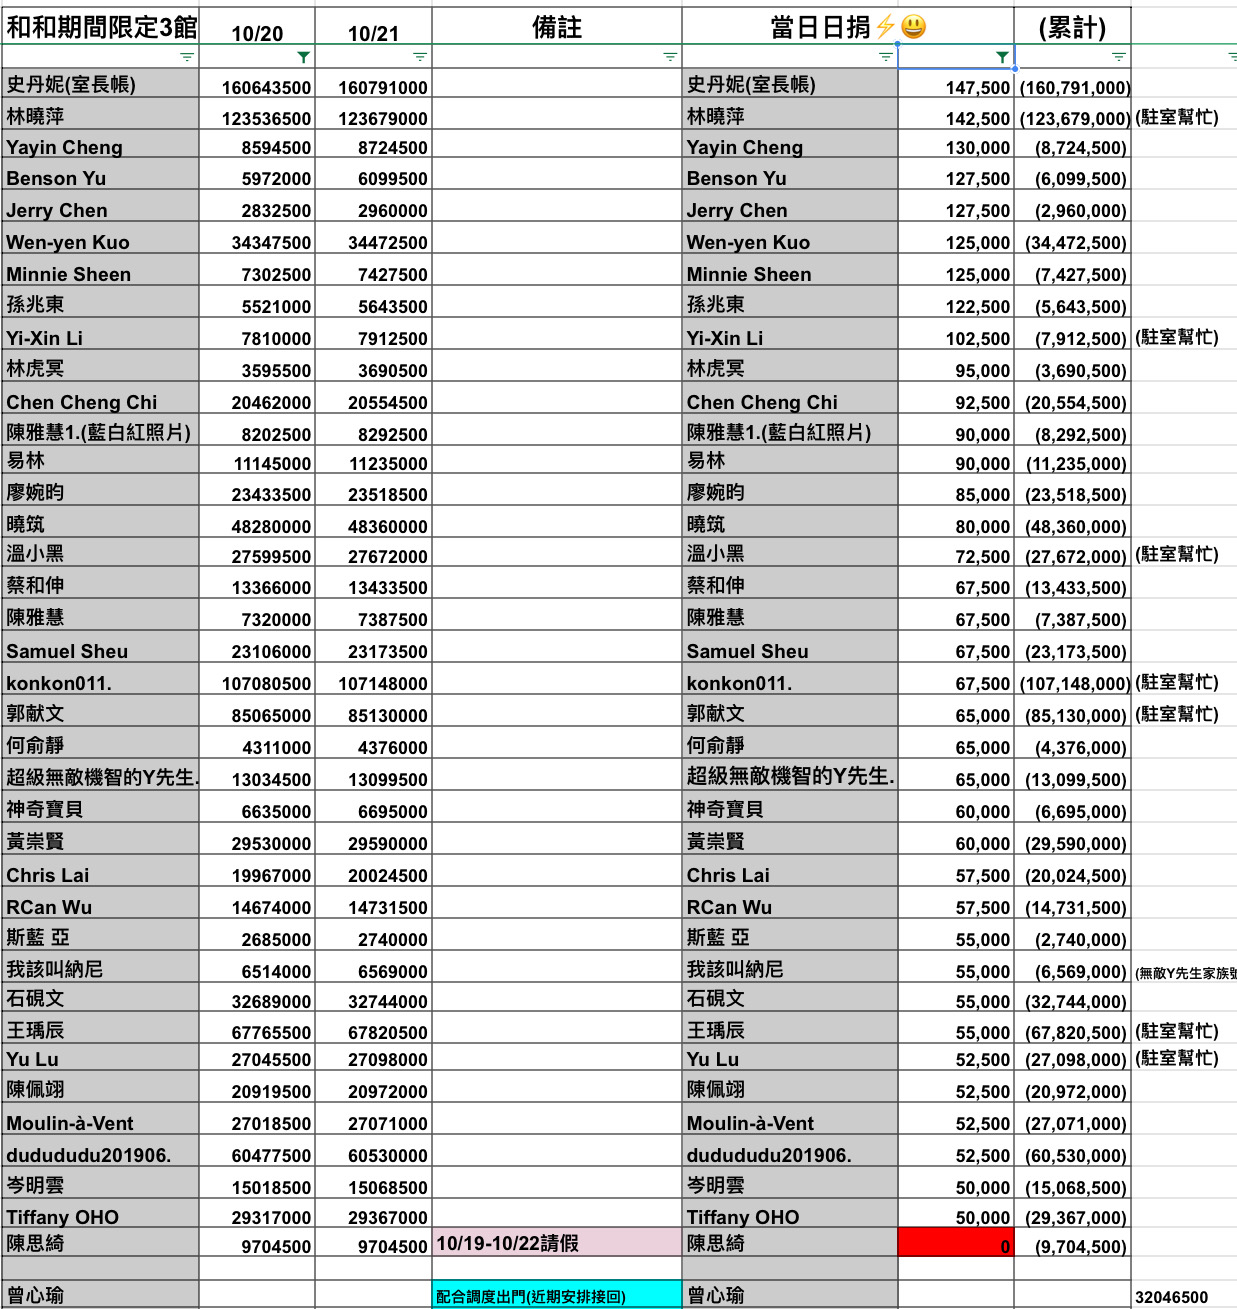 和和期間限定3館 10/20 10/21 備註 當日日捐⚡😃 (累計)
史丹妮(室長帳) 160643500 160791000 史丹妮(室長帳) 147,500 (160,791,000)
林曉萍 123536500 123679000 林曉萍 142,500 (123,679,000) (駐室幫忙)
Yayin Cheng 8594500 8724500 Yayin Cheng 130,000 (8,724,500)
Benson Yu 5972000 6099500 Benson Yu 127,500 (6,099,500)
Jerry Chen 2832500 2960000 Jerry Chen 127,500 (2,960,000)
Wen-yen Kuo 34347500 34472500 Wen-yen Kuo 125,000 (34,472,500)
Minnie Sheen 7302500 7427500 Minnie Sheen 125,000 (7,427,500)
孫兆東 5521000 5643500 孫兆東 122,500 (5,643,500)
Yi-Xin Li 7810000 7912500 Yi-Xin Li 102,500 (7,912,500) (駐室幫忙)
林虎冥 3595500 3690500 林虎冥 95,000 (3,690,500)
Chen Cheng Chi 20462000 20554500 Chen Cheng Chi 92,500 (20,554,500)
陳雅慧1.(藍白紅照片) 8202500 8292500 陳雅慧1.(藍白紅照片) 90,000 (8,292,500)
易林 11145000 11235000 易林 90,000 (11,235,000)
廖婉昀 23433500 23518500 廖婉昀 85,000 (23,518,500)
曉筑 48280000 48360000 曉筑 80,000 (48,360,000)
溫小黑 27599500 27672000 溫小黑 72,500 (27,672,000) (駐室幫忙)
蔡和伸 13366000 13433500 蔡和伸 67,500 (13,433,500)
陳雅慧 7320000 7387500 陳雅慧 67,500 (7,387,500)
Samuel Sheu 23106000 23173500 Samuel Sheu 67,500 (23,173,500)
konkon011. 107080500 107148000 konkon011. 67,500 (107,148,000) (駐室幫忙)
郭献文 85065000 85130000 郭献文 65,000 (85,130,000) (駐室幫忙)
何俞靜 4311000 4376000 何俞靜 65,000 (4,376,000)
超級無敵機智的Y先生. 13034500 13099500 超級無敵機智的Y先生. 65,000 (13,099,500)
神奇寶貝 6635000 6695000 神奇寶貝 60,000 (6,695,000)
黃崇賢 29530000 29590000 黃崇賢 60,000 (29,590,000)
Chris Lai 19967000 20024500 Chris Lai 57,500 (20,024,500)
RCan Wu 14674000 14731500 RCan Wu 57,500 (14,731,500)
斯藍 亞 2685000 2740000 斯藍 亞 55,000 (2,740,000)
我該叫納尼 6514000 6569000 我該叫納尼 55,000 (6,569,000) (無敵Y先生家族
石硯文 32689000 32744000 石硯文 55,000 (32,744,000)
王瑀辰 67765500 67820500 王瑀辰 55,000 (67,820,500) (駐室幫忙)
Yu Lu 27045500 27098000 Yu Lu 52,500 (27,098,000) (駐室幫忙)
陳佩翊 20919500 20972000 陳佩翊 52,500 (20,972,000)
Moulin-à-Vent 27018500 27071000 Moulin-à-Vent 52,500 (27,071,000)
dudududu201906. 60477500 60530000 dudududu201906. 52,500 (60,530,000)
岑明雲 15018500 15068500 岑明雲 50,000 (15,068,500)
Tiffany OHO 29317000 29367000 Tiffany OHO 50,000 (29,367,000)
陳思綺 9704500 9704500 10/19-10/22請假 陳思綺 0 (9,704,500)
曾心瑜 配合調度出門(近期安排接回) 曾心瑜 32046500